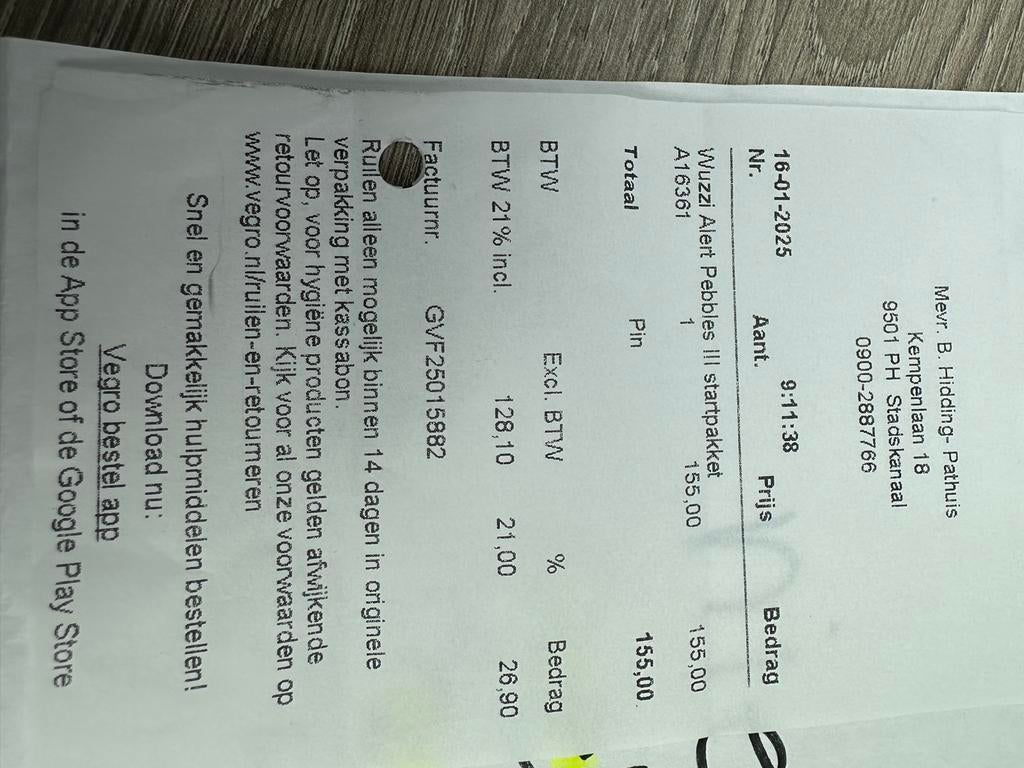 Mevr. B. Hidding- Pathuis
Kempenlaan 18
9501 PH Stadskanaal
0900-2887766
16-01-2025 9:11:38
Nr. Aant. Prijs Bedrag
Wuzzi Alert Pebbles III startpakket
A16361 1 155,00 155,00
Totaal Pin 155,00
BTW Excl. BTW % Bedrag
BTW 21% incl. 128,10 21,00 26,90
Factuurnr. GVF25015882
Ruilen alleen mogelijk binnen 14 dagen in originele
verpakking met kassabon.
Let op, voor hygiëne producten gelden afwijkende
retourvoorwaarden. Kijk voor al onze voorwaarden op
www.vegro.nl/ruilen-en-retourneren
Snel en gemakkelijk hulpmiddelen bestellen!
Download nu:
Vegro bestel app
in de App Store of de Google Play Store